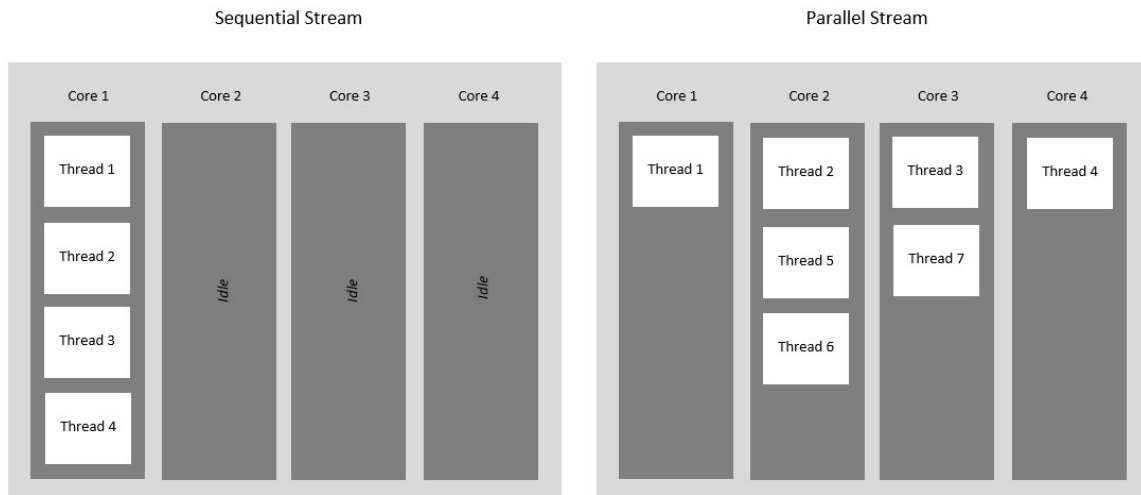 Sequential Stream
Core 1
Core 2
Core 3
Core 4
Thread 1
Thread 2
Thread 3
Thread 4
Idle
Idle
Idle
Parallel Stream
Core 1
Core 2
Core 3
Core 4
Thread 1
Thread 2
Thread 3
Thread 4
Thread 5
Thread 7
Thread 6